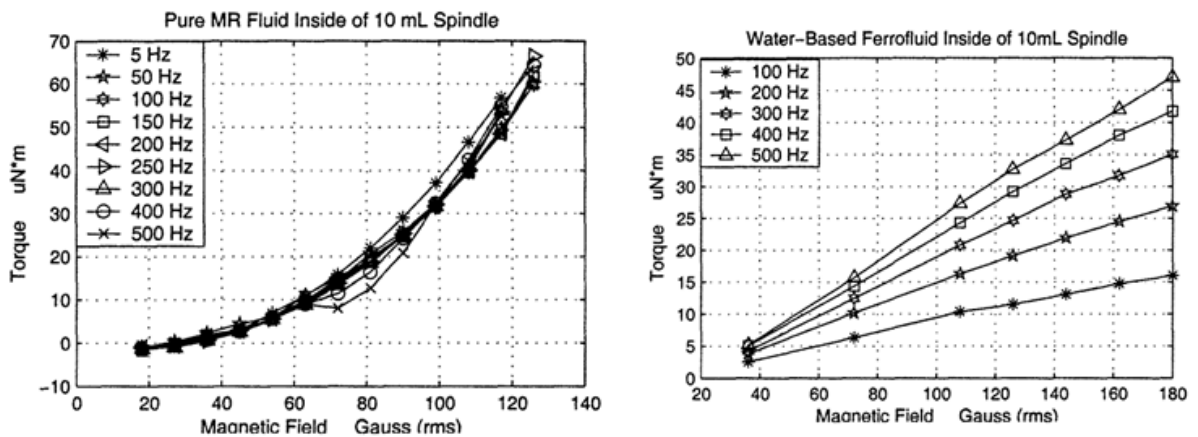 Pure MR Fluid Inside of 10 mL Spindle
70
60
50
40
30
20
10
0
-10
Torque uN*m
5 Hz
50 Hz
100 Hz
150 Hz
200 Hz
250 Hz
300 Hz
400 Hz
500 Hz
0 20 40 60 80 100 120 140
Magnetic Field Gauss (rms)
Water-Based Ferrofluid Inside of 10mL Spindle
50
45
40
35
30
25
20
15
10
5
0
Torque uN*m
100 Hz
200 Hz
300 Hz
400 Hz
500 Hz
20 40 60 80 100 120 140 160 180
Magnetic Field Gauss (rms)